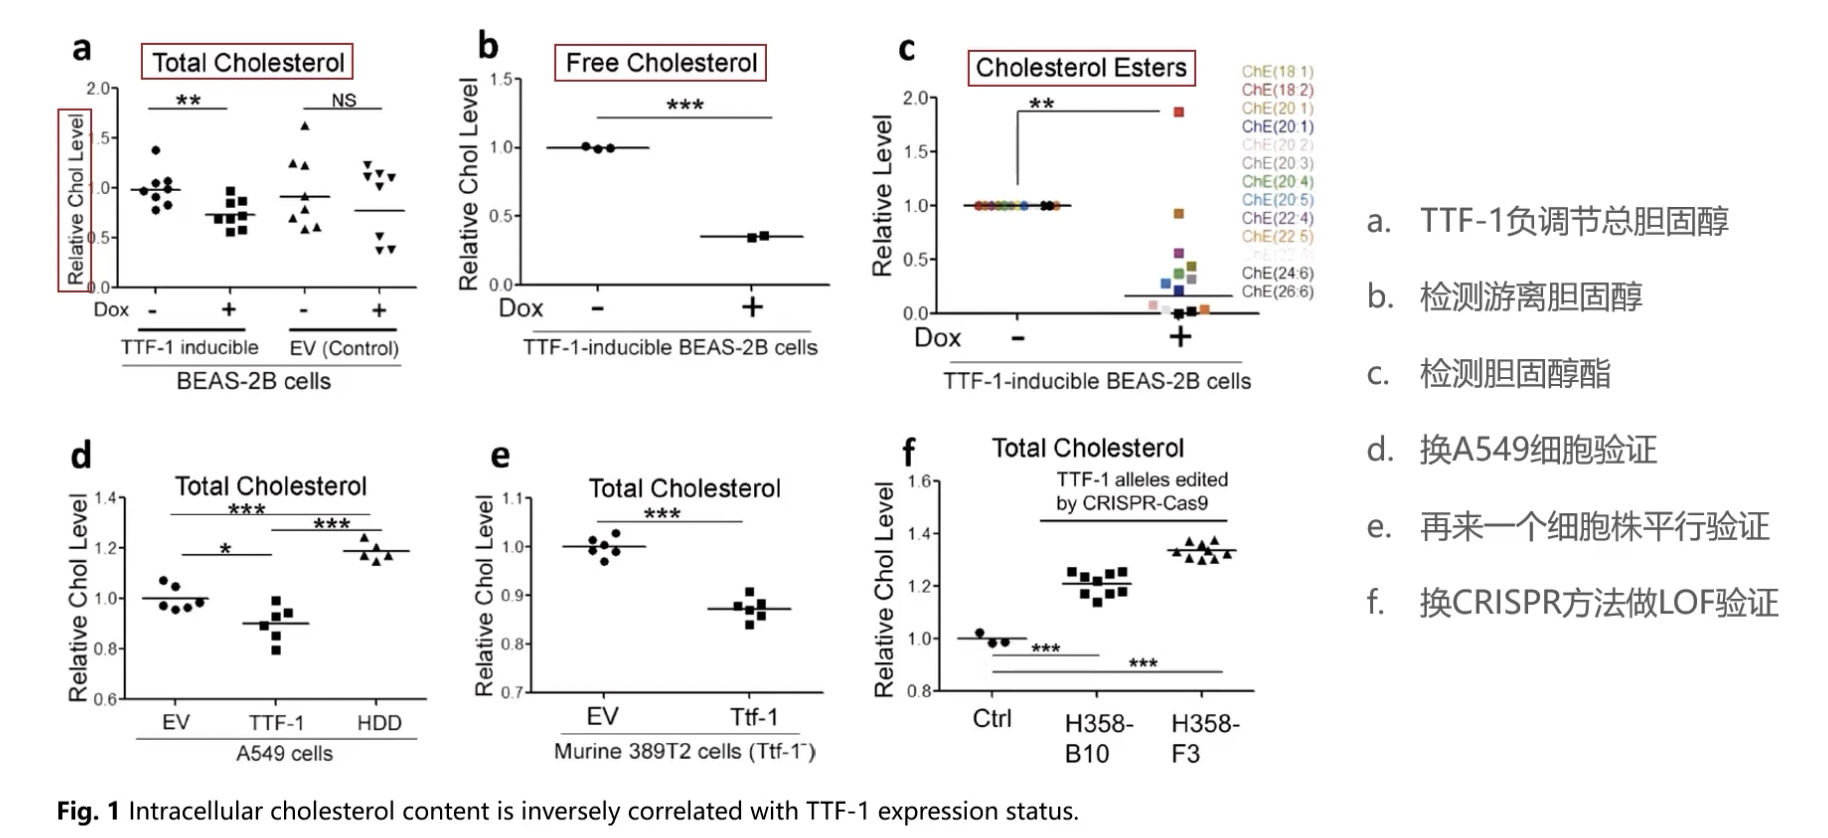 a
Total Cholesterol
Relative Chol Level
2.0
1.5
1.0
0.5
0.0
**
NS
Dox
-
+
-
+
TTF-1 inducible
EV (Control)
BEAS-2B cells
b
Free Cholesterol
Relative Chol Level
1.5
1.0
0.5
0.0
***
Dox
-
+
TTF-1-inducible BEAS-2B cells
c
Cholesterol Esters
Relative Level
2.0
1.5
1.0
0.5
0.0
**
ChE(18:1)
ChE(18:2)
ChE(20:1)
ChE(20:1)
ChE(20:2)
ChE(20:3)
ChE(20:4)
ChE(20:5)
ChE(22:4)
ChE(22:5)
ChE(24:6)
ChE(26:6)
Dox
-
+
TTF-1-inducible BEAS-2B cells
d
Total Cholesterol
Relative Chol Level
1.4
1.2
1.0
0.8
0.6
***
***
*
EV
TTF-1
HDD
A549 cells
e
Total Cholesterol
Relative Chol Level
1.1
1.0
0.9
0.8
0.7
***
EV
Ttf-1
Murine 389T2 cells (Ttf-1⁻)
f
Total Cholesterol
TTF-1 alleles edited
by CRISPR-Cas9
Relative Chol Level
1.6
1.4
1.2
1.0
0.8
***
***
Ctrl
H358-
B10
H358-
F3
a. TTF-1负调节总胆固醇
b. 检测游离胆固醇
c. 检测胆固醇酯
d. 换A549细胞验证
e. 再来一个细胞株平行验证
f. 换CRISPR方法做LOF验证
Fig. 1 Intracellular cholesterol content is inversely correlated with TTF-1 expression status.